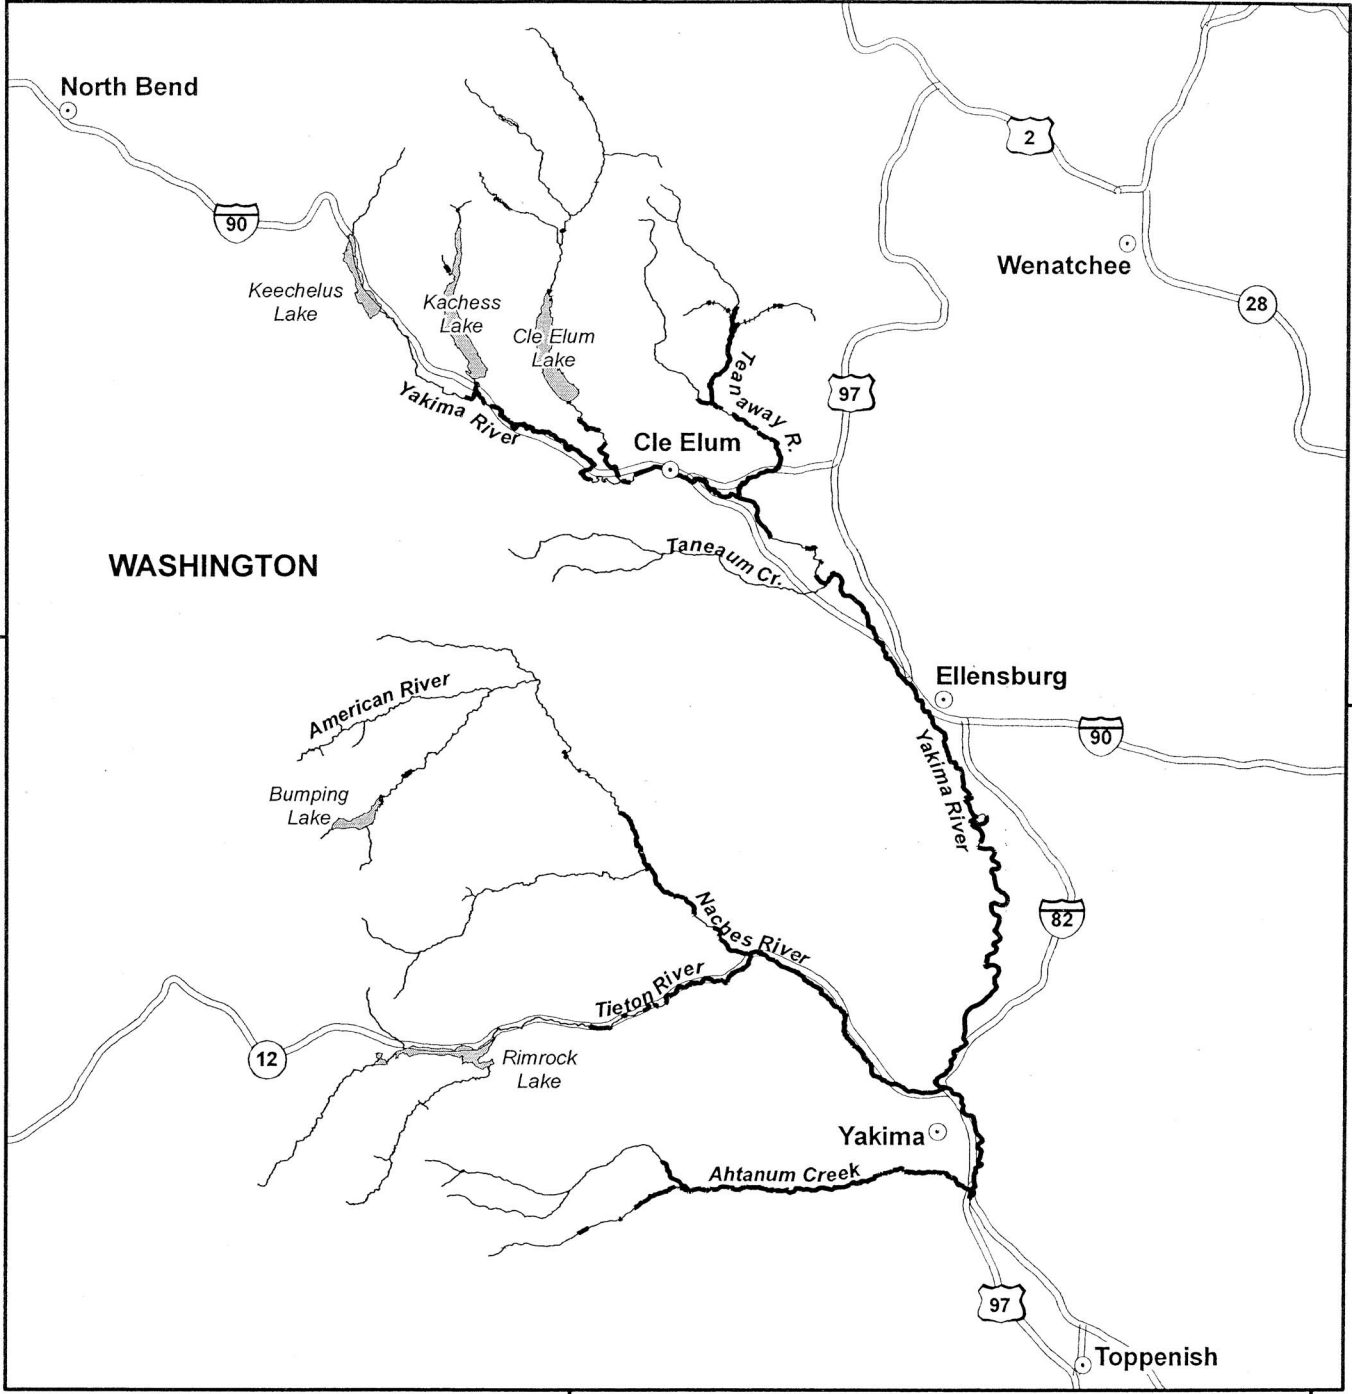 North Bend
2
90
Wenatchee
Keechelus
Lake
Kachess
Lake
28
Cle Elum
Lake
97
Teanaway R.
Yakima River
Cle Elum
WASHINGTON
Taneaum Cr.
Ellensburg
American River
90
Yakima River
Bumping
Lake
82
Naches River
Tieton River
12
Rimrock
Lake
Yakima
Ahtanum Creek
97
Toppenish